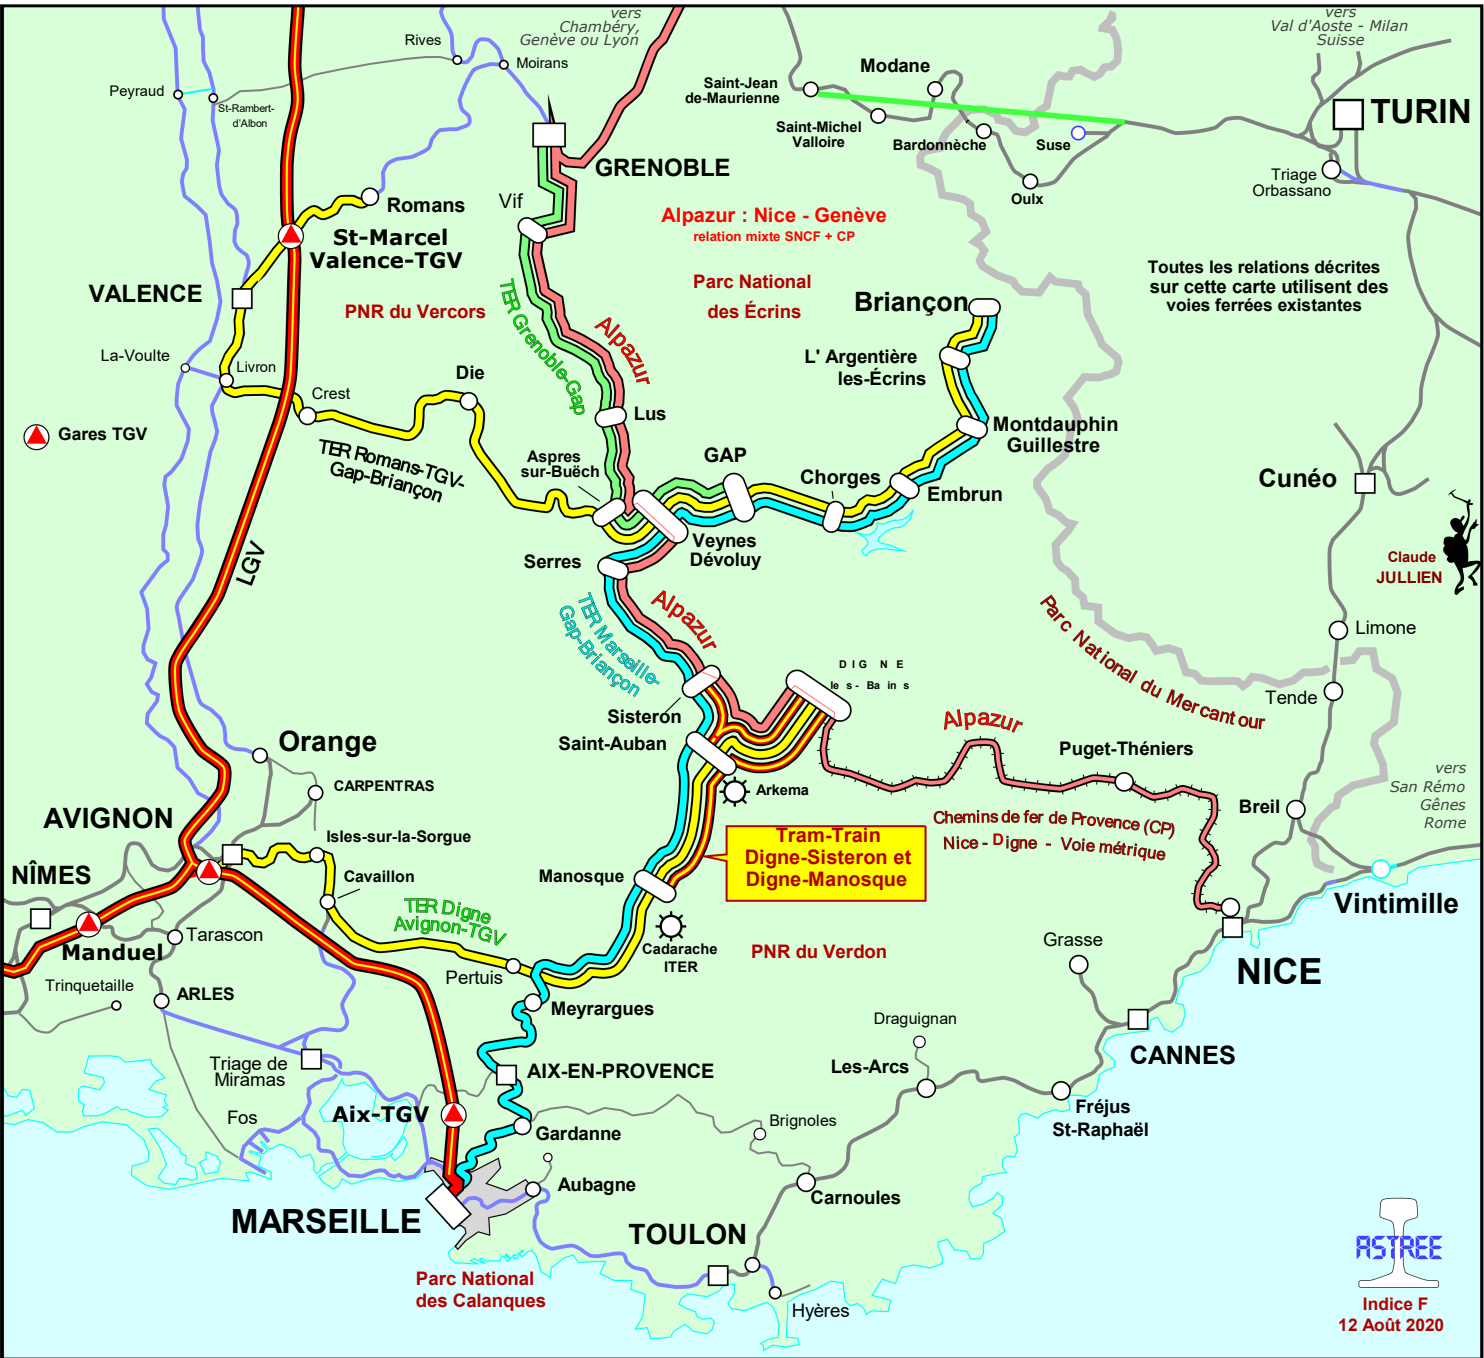 vers
Chambéry,
Genève ou Lyon
vers
Val d'Aoste - Milan
Suisse
Rives
Moirans
Peyraud
St-Rambert-
d'Albon
Saint-Jean
de-Maurienne
Modane
Saint-Michel
Valloire
Bardonnèche
Suse
Oulx
TURIN
Triage
Orbassano
GRENOBLE
Vif
Romans
St-Marcel
Valence-TGV
Alpazur : Nice - Genève
relation mixte SNCF + CP
VALENCE
PNR du Vercors
Parc National
des Écrins
Briançon
Toutes les relations décrites
sur cette carte utilisent des
voies ferrées existantes
TER Grenoble-Gap
Alpazur
La-Voulte
Livron
Crest
Die
L' Argentière
les-Écrins
Lus
Montdauphin
Guillestre
Gares TGV
TER Romans-TGV-
Gap-Briançon
Aspres
sur-Buëch
GAP
Chorges
Embrun
Cunéo
Veynes
Dévoluy
Serres
LGV
Claude
JULLIEN
TER Marseille-
Gap-Briançon
Alpazur
Parc National du Mercantour
Limone
Tende
DIGNE
les-Bains
Sisteron
Saint-Auban
Alpazur
Puget-Théniers
Orange
CARPENTRAS
Arkema
Breil
vers
San Rémo
Gênes
Rome
AVIGNON
Isles-sur-la-Sorgue
Tram-Train
Digne-Sisteron et
Digne-Manosque
Chemins de fer de Provence (CP)
Nice - Digne - Voie métrique
NÎMES
Cavaillon
Manosque
Vintimille
TER Digne
Avignon-TGV
Manduel
Tarascon
Cadarache
ITER
PNR du Verdon
Grasse
NICE
Trinquetaille
ARLES
Pertuis
Meyrargues
Draguignan
CANNES
Triage de
Miramas
AIX-EN-PROVENCE
Les-Arcs
Fos
Aix-TGV
Gardanne
Brignoles
Fréjus
St-Raphaël
Aubagne
Carnoules
MARSEILLE
TOULON
Parc National
des Calanques
Hyères
ASTREE
Indice F
12 Août 2020